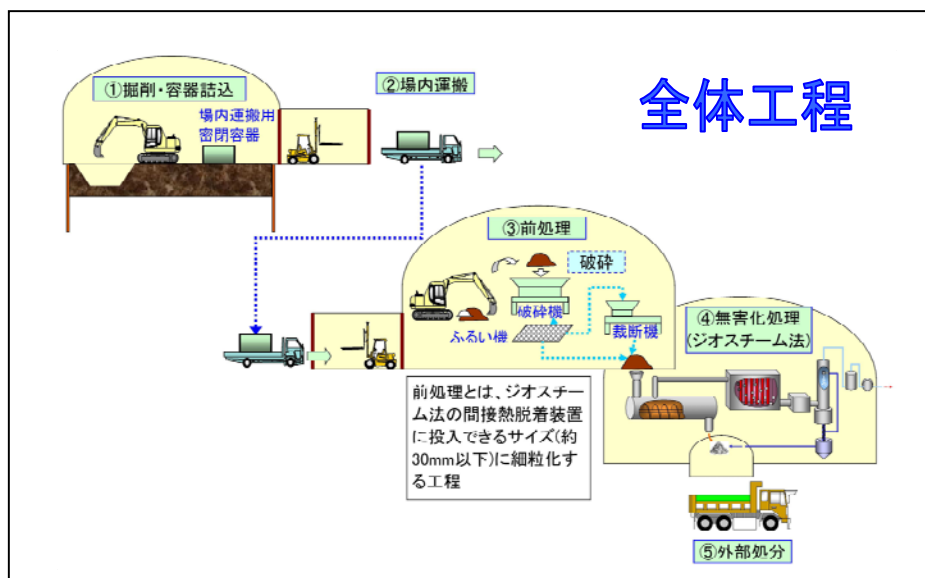 全体工程
①掘削・容器詰込
②場内運搬
場内運搬用
密閉容器
③前処理
破砕
破砕機
ふるい機
裁断機
④無害化処理
(ジオスチーム法)
前処理とは、ジオスチー
ム法の間接熱脱着装置
に投入できるサイズ(約
30mm以下)に細粒化す
る工程
⑤外部処分